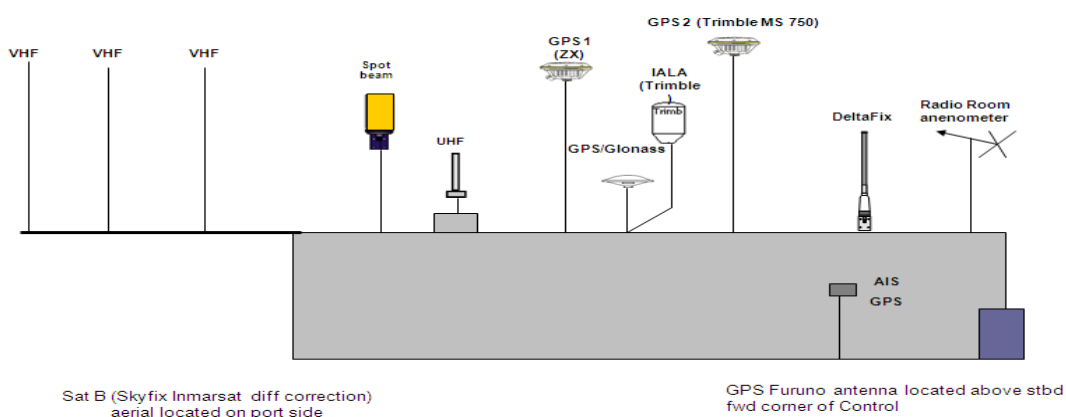 VHF
VHF
VHF
Spot
beam
UHF
GPS 1
(ZX)
GPS/Glonass
IALA
(Trimble
)
Trimb
GPS 2 (Trimble MS 750)
DeltaFix
Radio Room
anenometer
AIS
GPS
Sat B (Skyfix Inmarsat diff correction)
aerial located on port side
GPS Furuno antenna located above stbd
fwd corner of Control